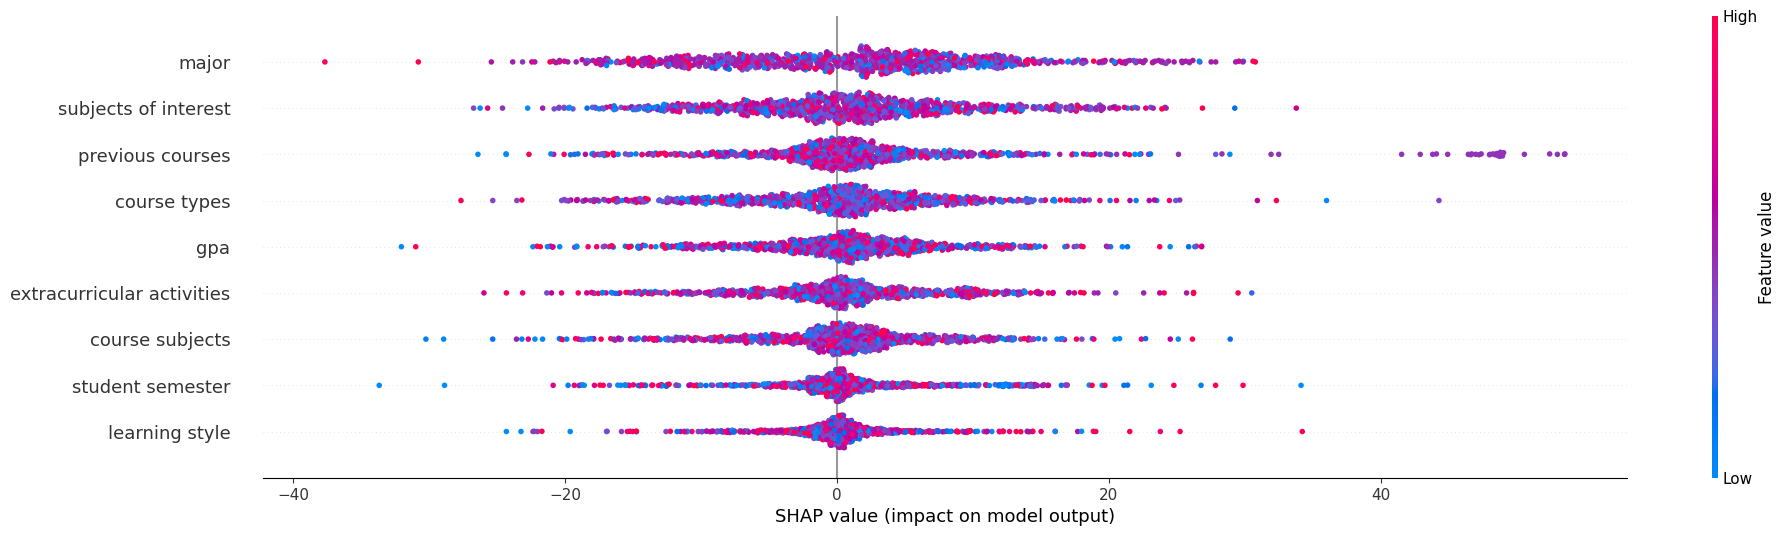 High
major
subjects of interest
previous courses
course types
gpa
extracurricular activities
course subjects
student semester
learning style
Feature value
Low
−40 −20 0 20 40
SHAP value (impact on model output)